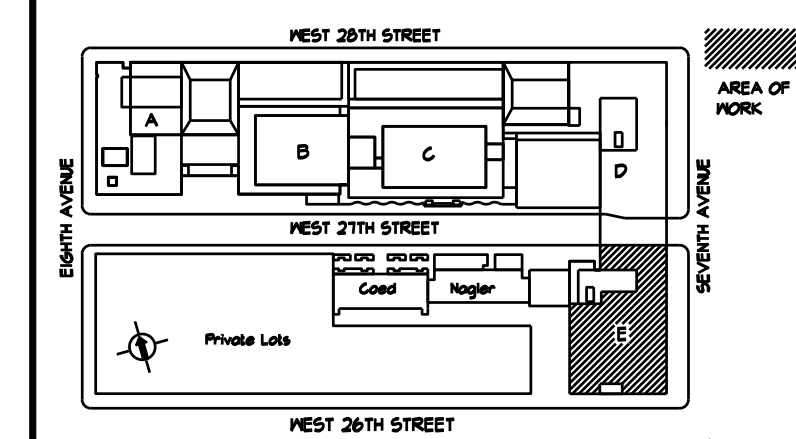 WEST 28TH STREET
AREA OF
WORK
A
B
C
D
EIGHTH AVENUE
SEVENTH AVENUE
WEST 27TH STREET
Coed
Nagler
Private Lots
E
WEST 26TH STREET